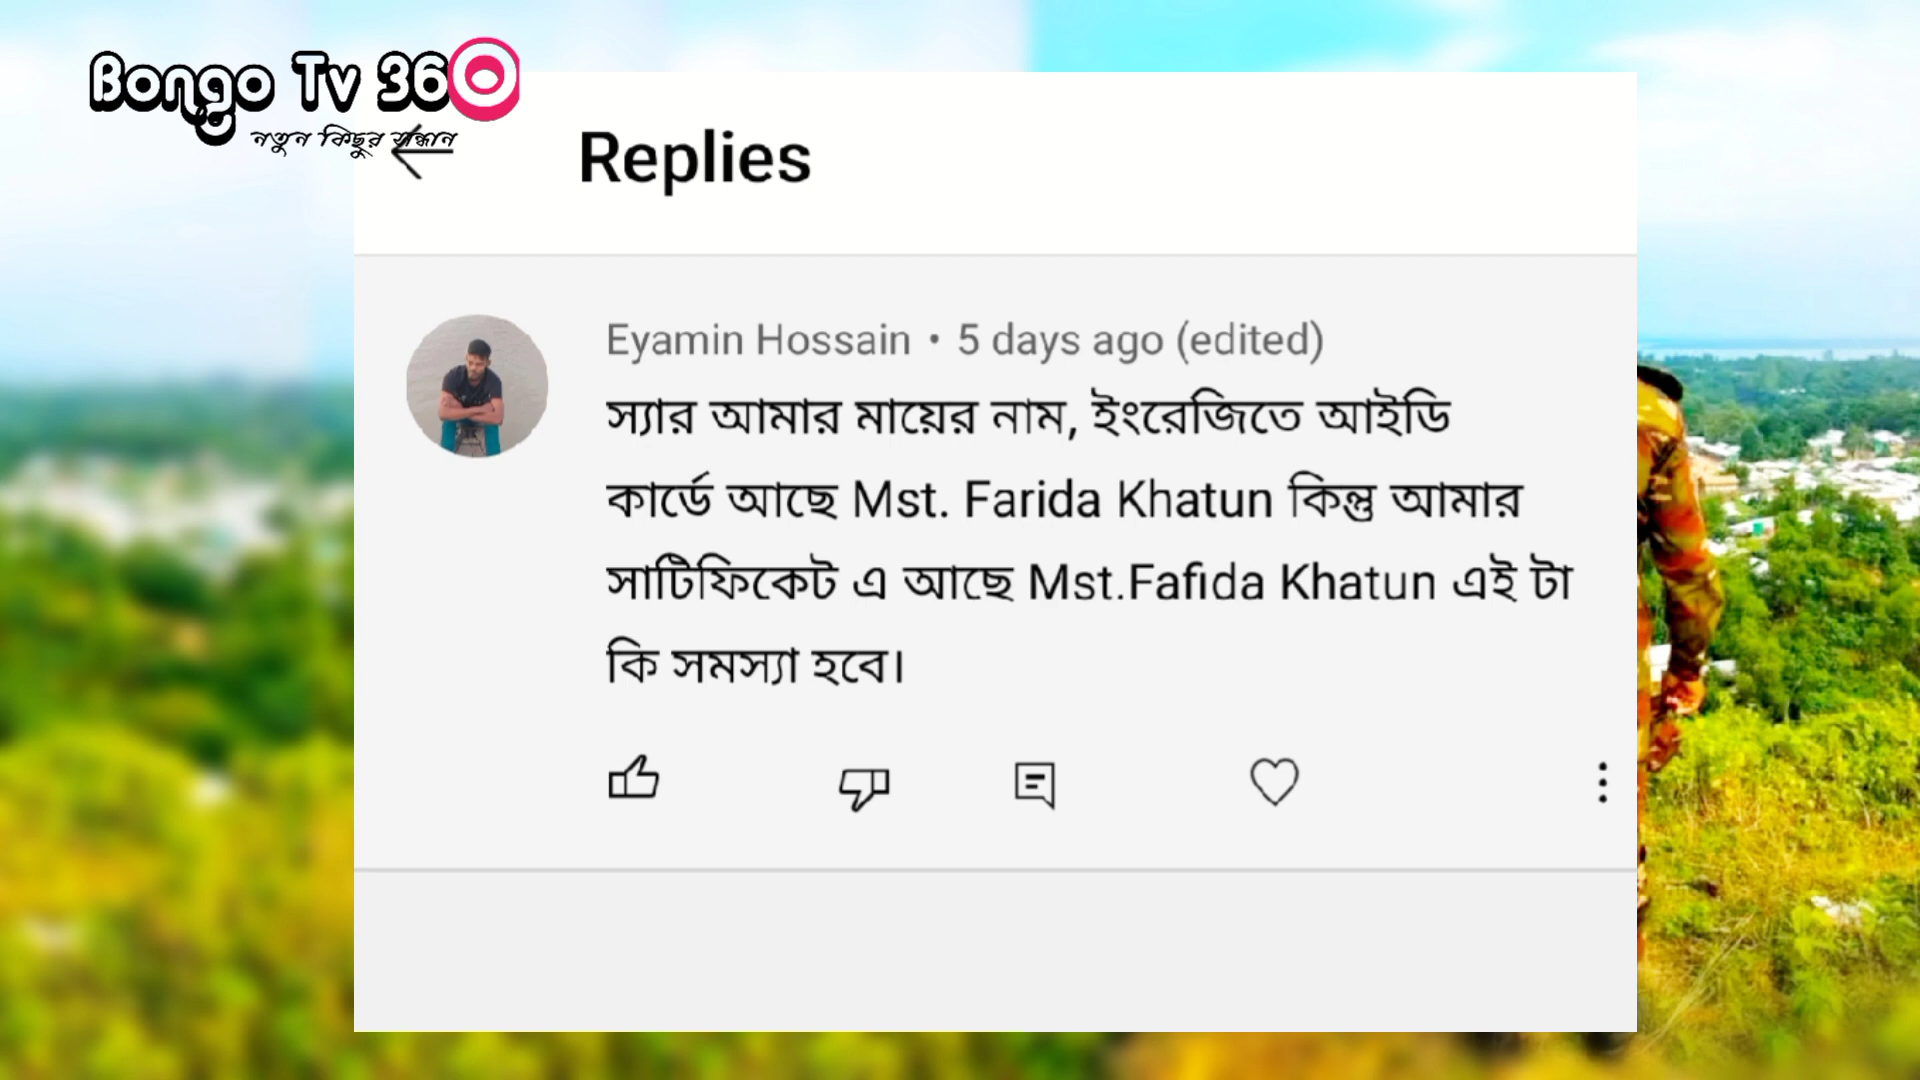 Bongo Tv 360
নতুন কিছুর সন্ধান
Replies
Eyamin Hossain • 5 days ago (edited)
স্যার আমার মায়ের নাম, ইংরেজিতে আইডি
কার্ডে আছে Mst. Farida Khatun কিন্তু আমার
সার্টিফিকেট এ আছে Mst.Fafida Khatun এই টা
কি সমস্যা হবে।